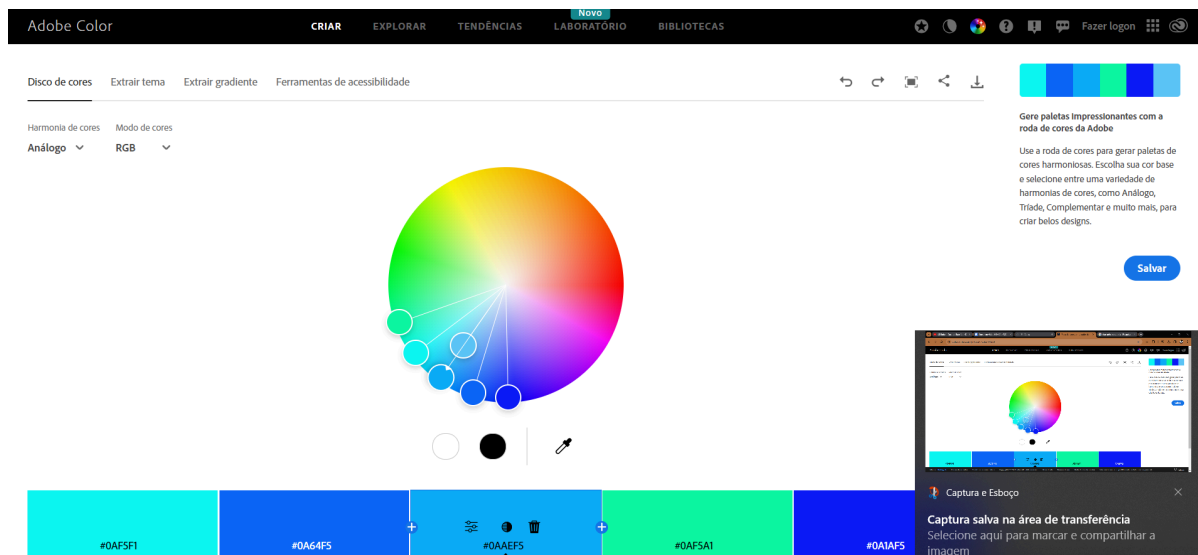 Adobe Color
CRIAR
EXPLORAR
TENDÊNCIAS
Novo
LABORATÓRIO
BIBLIOTECAS
Fazer logon
Disco de cores
Extrair tema
Extrair gradiente
Ferramentas de acessibilidade
Harmonia de cores
Modo de cores
Análogo
RGB
Gere paletas impressionantes com a
roda de cores da Adobe
Use a roda de cores para gerar paletas de
cores harmoniosas. Escolha sua cor base
e selecione entre uma variedade de
harmonias de cores, como Análogo,
Tríade, Complementar e muito mais, para
criar belos designs.
Salvar
#0AF5F1
#0A64F5
#0AAEF5
#0AF5A1
#0A1AF5
Captura e Esboço
Captura salva na área de transferência
Selecione aqui para marcar e compartilhar a
imagem